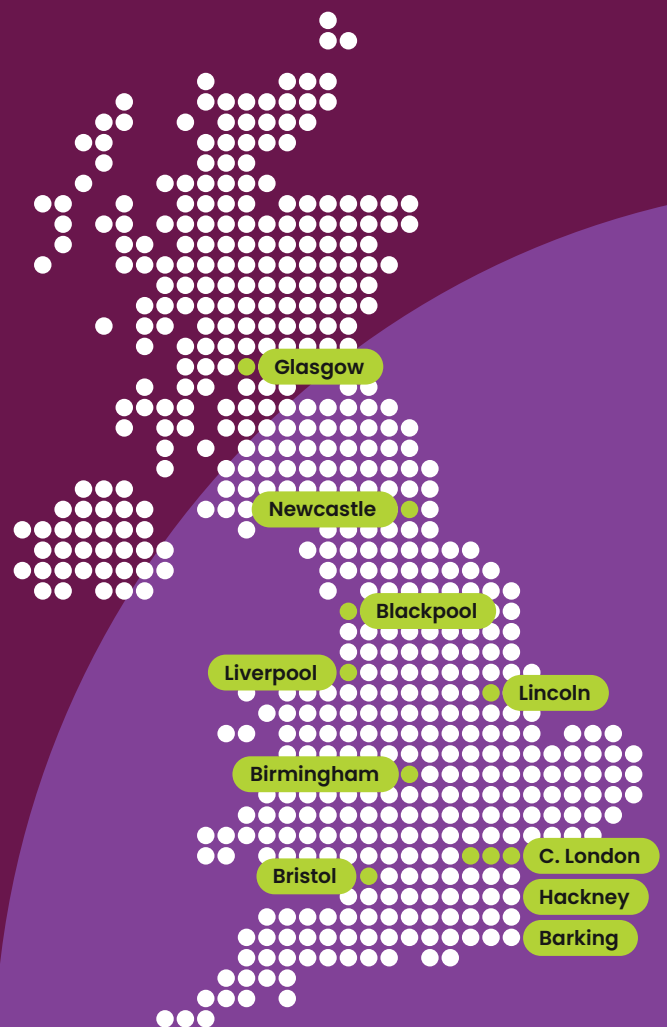 Glasgow
Newcastle
Blackpool
Liverpool
Lincoln
Birmingham
C. London
Bristol
Hackney
Barking